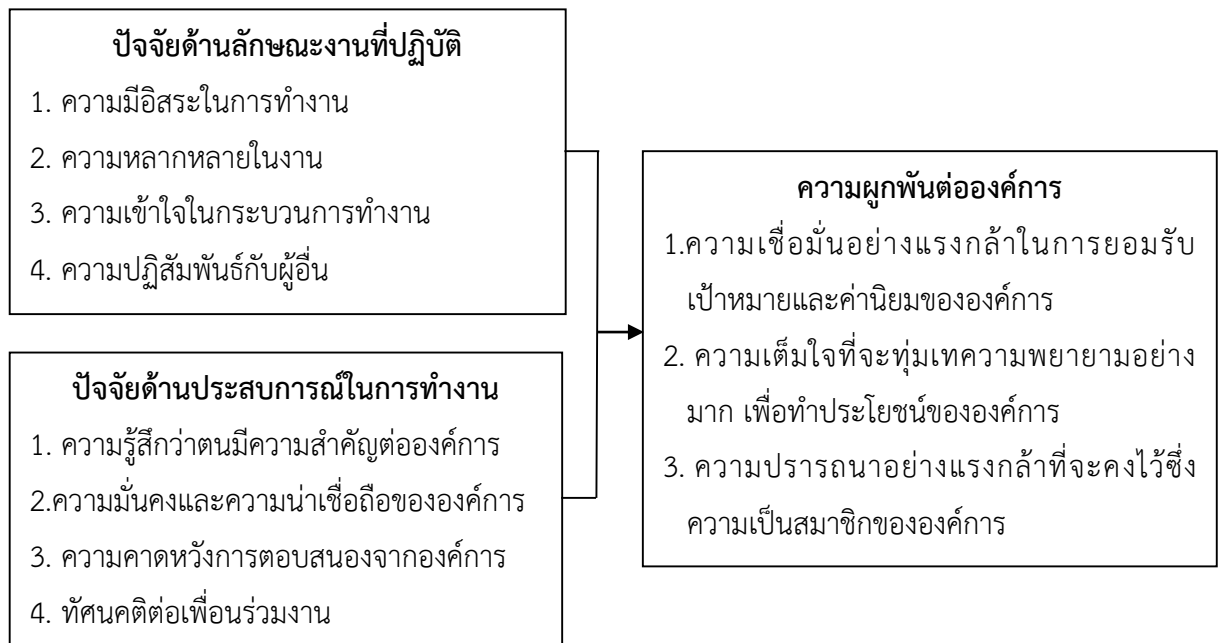 ปัจจัยด้านลักษณะงานที่ปฏิบัติ
1. ความมีอิสระในการทำงาน
2. ความหลากหลายในงาน
3. ความเข้าใจในกระบวนการทำงาน
4. ความปฏิสัมพันธ์กับผู้อื่น
ปัจจัยด้านประสบการณ์ในการทำงาน
1. ความรู้สึกว่าตนมีความสำคัญต่อองค์การ
2.ความมั่นคงและความน่าเชื่อถือขององค์การ
3. ความคาดหวังการตอบสนองจากองค์การ
4. ทัศนคติต่อเพื่อนร่วมงาน
ความผูกพันต่อองค์การ
1.ความเชื่อมั่นอย่างแรงกล้าในการยอมรับ
เป้าหมายและค่านิยมขององค์การ
2. ความเต็มใจที่จะทุ่มเทความพยายามอย่าง
มาก เพื่อทำประโยชน์ขององค์การ
3. ความปรารถนาอย่างแรงกล้าที่จะคงไว้ซึ่ง
ความเป็นสมาชิกขององค์การ